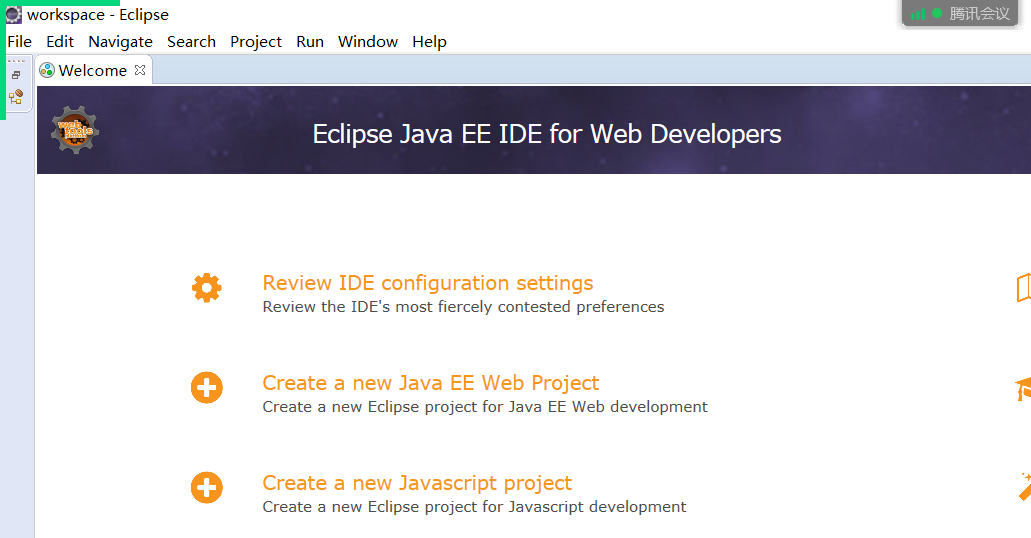 workspace - Eclipse
腾讯会议
File Edit Navigate Search Project Run Window Help
Welcome
web tools
Eclipse Java EE IDE for Web Developers
Review IDE configuration settings
Review the IDE's most fiercely contested preferences
Create a new Java EE Web Project
Create a new Eclipse project for Java EE Web development
Create a new Javascript project
Create a new Eclipse project for Javascript development